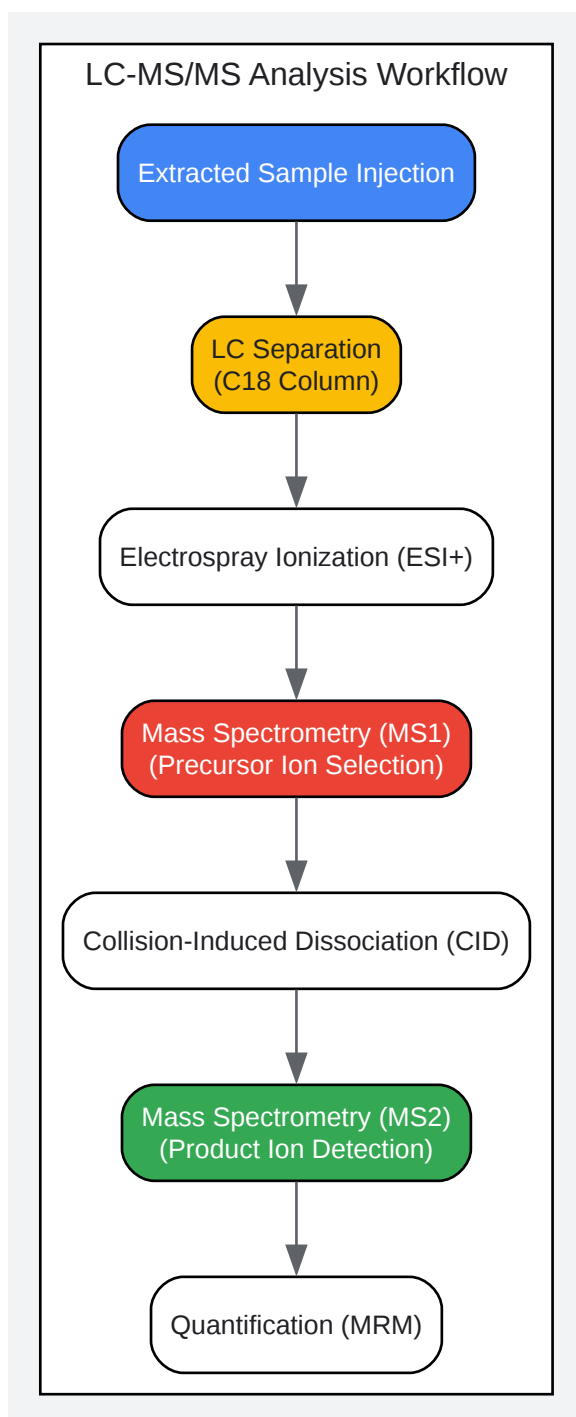 LC-MS/MS Analysis Workflow
Extracted Sample Injection
LC Separation
(C18 Column)
Electrospray Ionization (ESI+)
Mass Spectrometry (MS1)
(Precursor Ion Selection)
Collision-Induced Dissociation (CID)
Mass Spectrometry (MS2)
(Product Ion Detection)
Quantification (MRM)